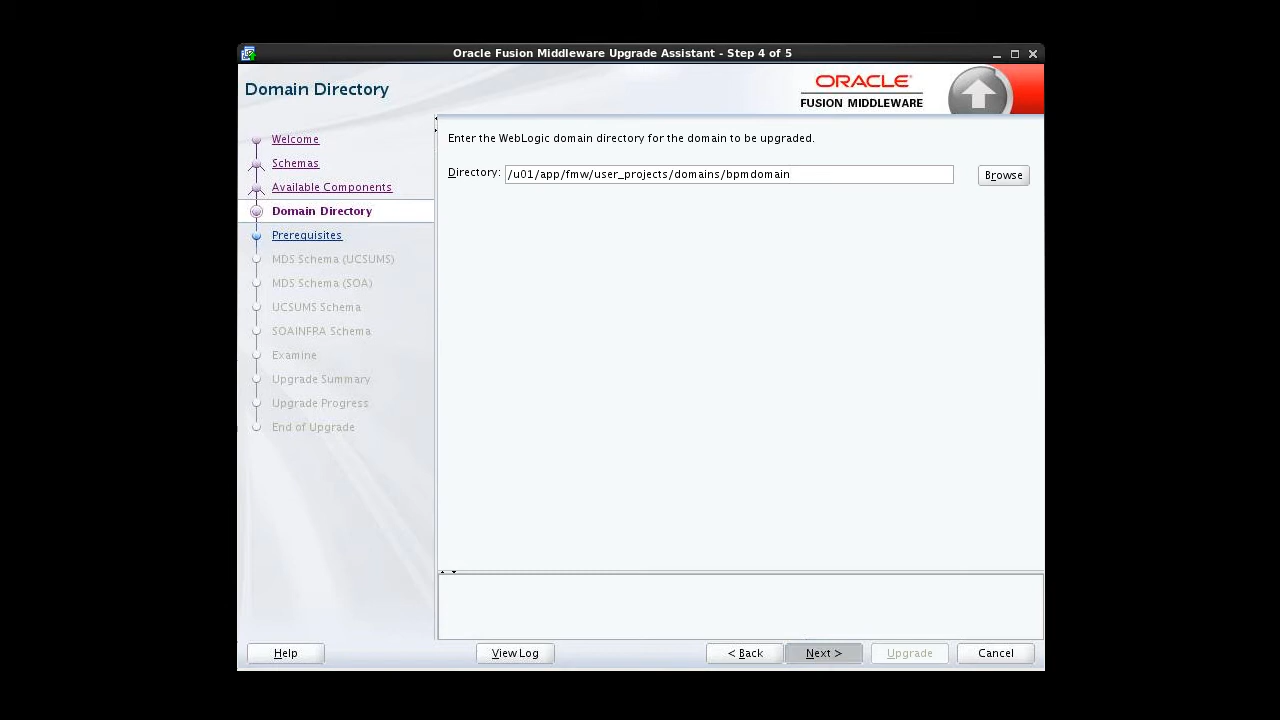 Oracle Fusion Middleware Upgrade Assistant - Step 4 of 5
Domain Directory
ORACLE
FUSION MIDDLEWARE
Welcome
Schemas
Available Components
Domain Directory
Prerequisites
MDS Schema (UCSUMS)
MDS Schema (SOA)
UCSUMS Schema
SOAINFRA Schema
Examine
Upgrade Summary
Upgrade Progress
End of Upgrade
Enter the WebLogic domain directory for the domain to be upgraded.
Directory: /u01/app/fmw/user_projects/domains/bpmdomain Browse
Help View Log < Back Next > Upgrade Cancel